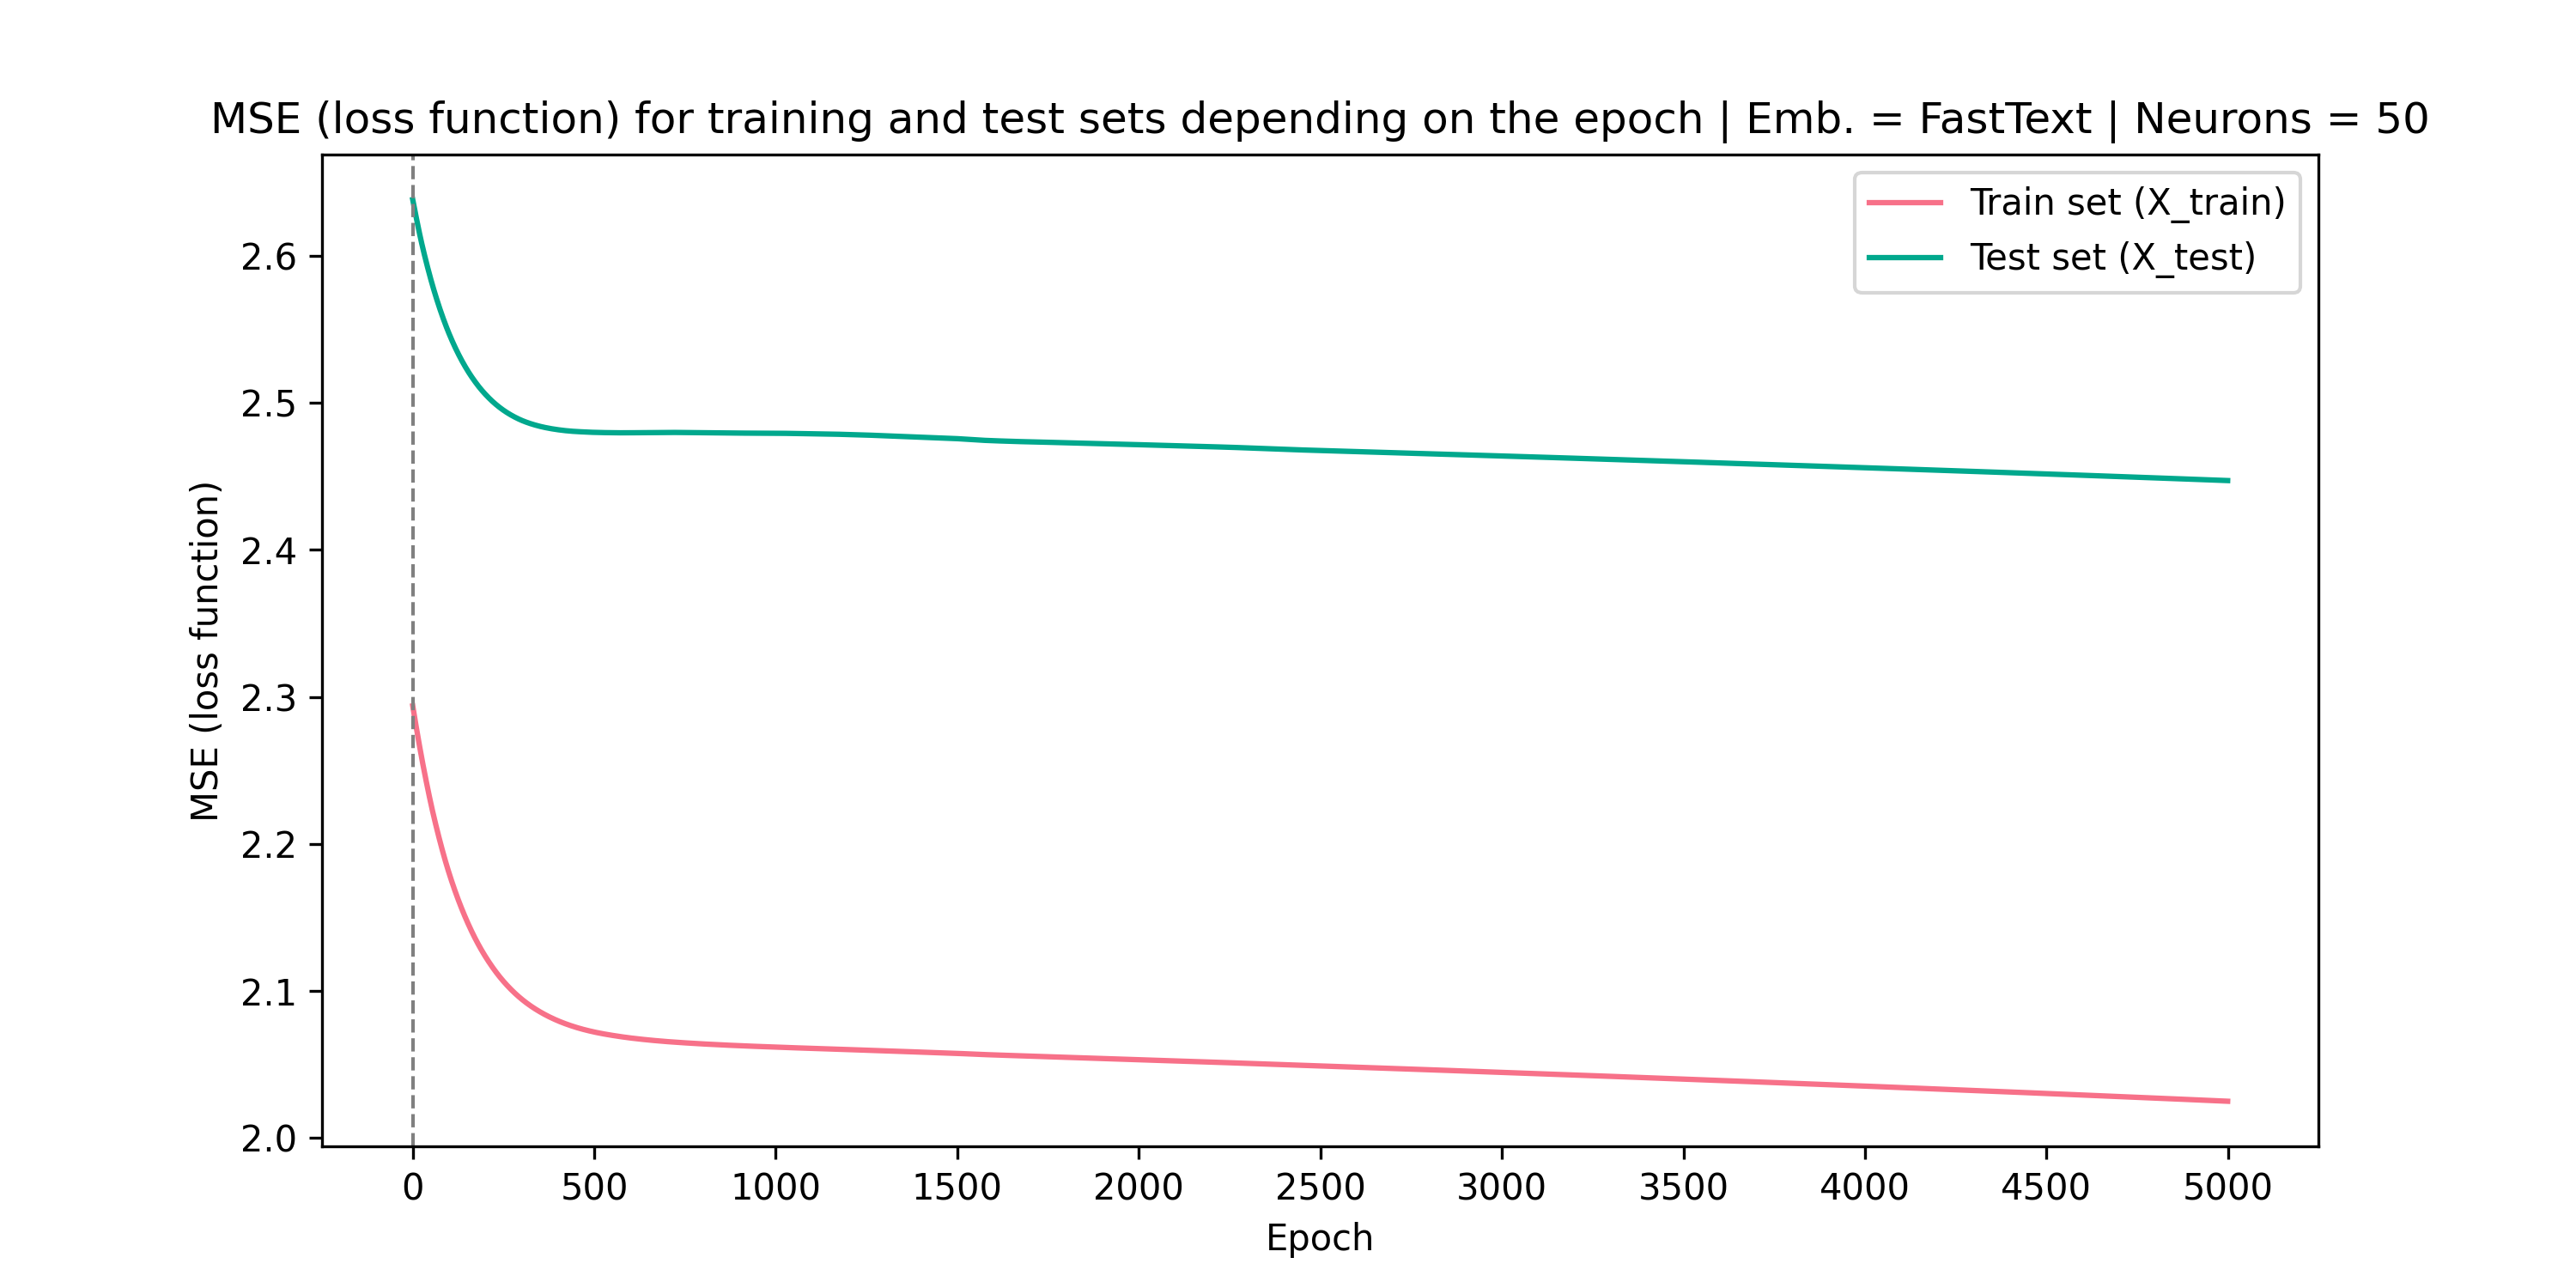 MSE (loss function) for training and test sets depending on the epoch | Emb. = FastText | Neurons = 50
Train set (X_train)
Test set (X_test)
MSE (loss function)
2.6
2.5
2.4
2.3
2.2
2.1
2.0
0 500 1000 1500 2000 2500 3000 3500 4000 4500 5000
Epoch